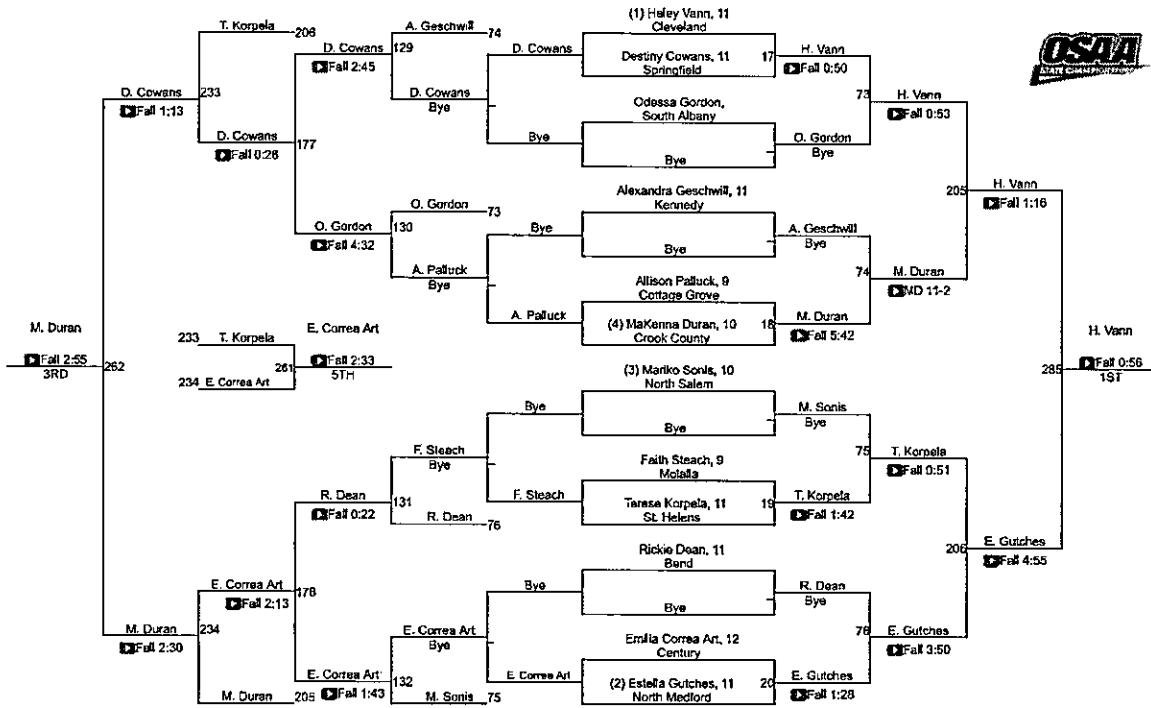 OSAA
STATE CHAMPIONSHIPS
(1) Haley Vann, 11
Cleveland
Destiny Cowans, 11
Springfield
17
Odessa Gordon,
South Albany
Bye
Alexandra Geschwill, 11
Kennedy
Bye
Allison Palluck, 9
Cottage Grove
(4) MaKenna Duran, 10
Crook County
18
(3) Mariko Sonis, 10
North Salem
Bye
Faith Steach, 9
Molalla
Teresa Korpela, 11
St. Helens
19
Rickie Dean, 11
Bend
Bye
Emilia Correa Art, 12
Century
(2) Estella Gutches, 11
North Medford
20
H. Vann
Fall 0:50
73
O. Gordon
Bye
A. Geschwill
Bye
74
M. Duran
Fall 5:42
M. Sonis
Bye
75
T. Korpela
Fall 1:42
R. Dean
Bye
76
E. Gutches
Fall 1:28
H. Vann
Fall 0:53
205
M. Duran
MD 11-2
T. Korpela
Fall 0:51
206
E. Gutches
Fall 3:50
H. Vann
Fall 1:16
285
E. Gutches
Fall 4:55
H. Vann
Fall 0:56
1ST
D. Cowans
Bye
Bye
A. Palluck
Bye
F. Steach
Bye
E. Correa Art
A. Geschwill
74
129
D. Cowans
Bye
O. Gordon
73
130
A. Palluck
Bye
F. Steach
Bye
131
R. Dean
76
E. Correa Art
Bye
132
M. Sonis
75
D. Cowans
Fall 2:45
177
O. Gordon
Fall 4:32
R. Dean
Fall 0:22
178
E. Correa Art
Fall 1:43
T. Korpela
206
233
D. Cowans
Fall 0:26
E. Correa Art
Fall 2:13
234
M. Duran
205
D. Cowans
Fall 1:13
262
M. Duran
Fall 2:30
M. Duran
Fall 2:55
3RD
233
T. Korpela
261
234
E. Correa Art
E. Correa Art
Fall 2:33
5TH